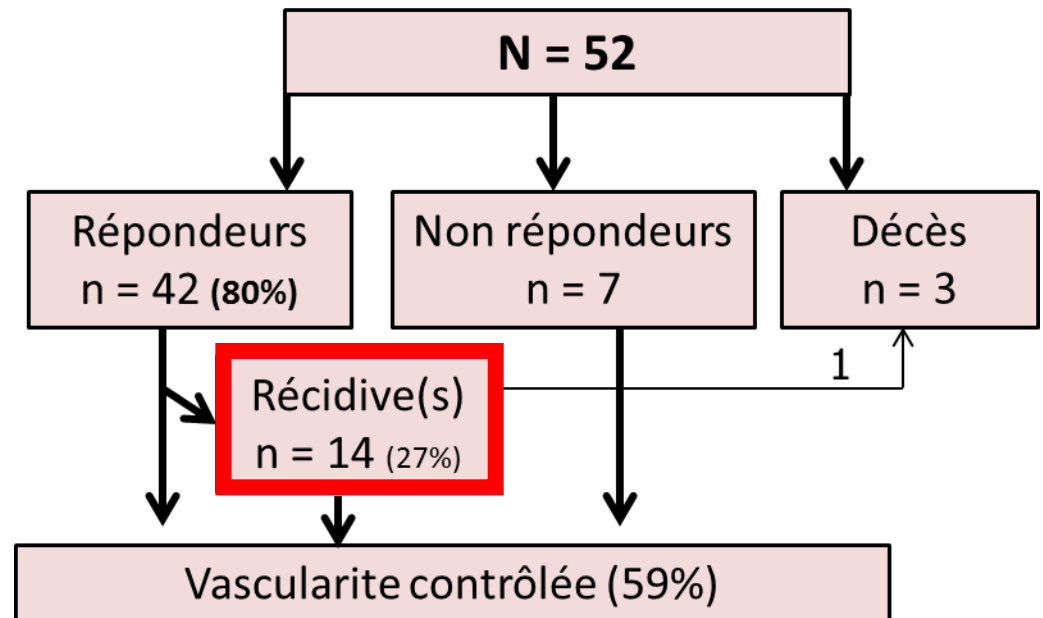 N = 52
Répondeurs
n = 42 (80%)
Non répondeurs
n = 7
Décès
n = 3
1
Récidive(s)
n = 14 (27%)
Vascularite contrôlée (59%)